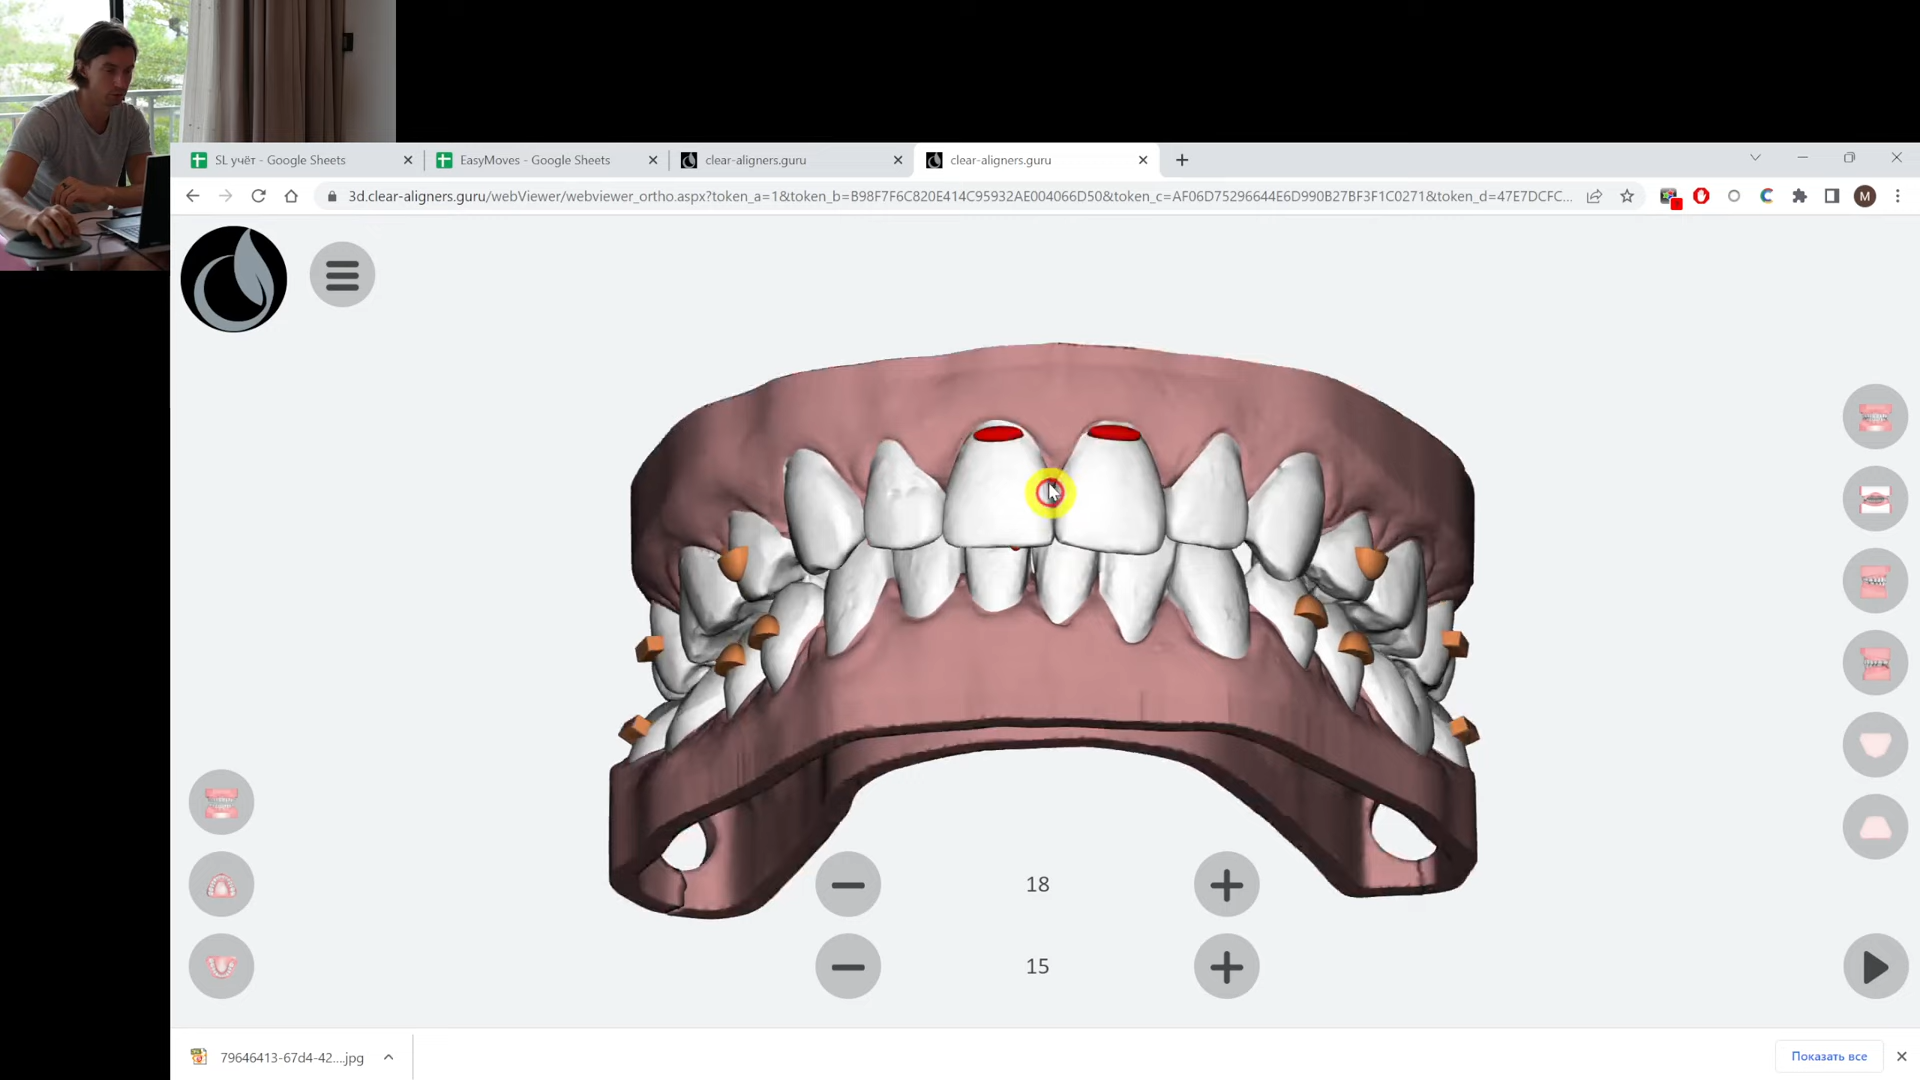 SL учёт - Google Sheets
EasyMoves - Google Sheets
clear-aligners.guru
clear-aligners.guru
3d.clear-aligners.guru/webViewer/webviewer_ortho.aspx?token_a=1&token_b=B98F7F6C820E414C95932AE004066D50&token_c=AF06D75296644E6D990B27BF3F1C0271&token_d=47E7DCFC...
M
18
15
79646413-67d4-42....jpg
Показать все